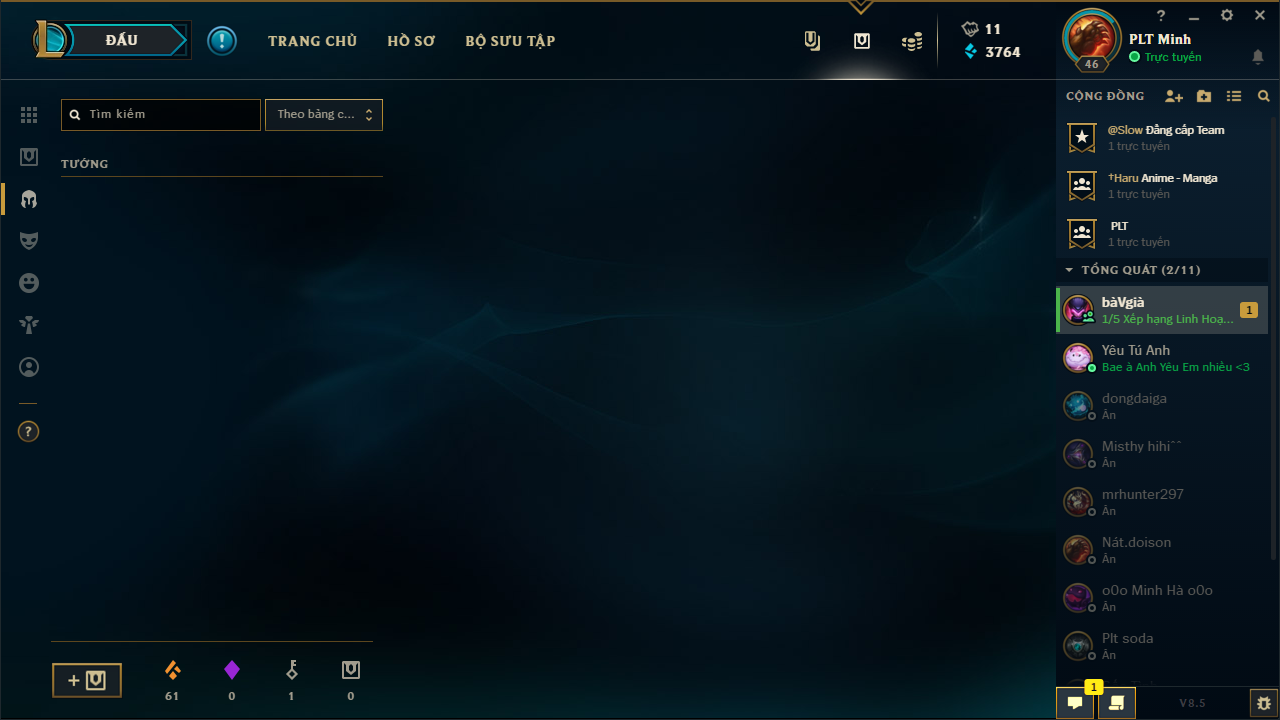 ĐẤU
TRANG CHỦ
HỒ SƠ
BỘ SƯU TẬP
11
3764
46
PLT Minh
Trực tuyến
Tìm kiếm
Theo bảng c...
TƯỚNG
CỘNG ĐỒNG
@Slow Đẳng cấp Team
1 trực tuyến
†Haru Anime - Manga
1 trực tuyến
PLT
1 trực tuyến
TỔNG QUÁT (2/11)
bàVgià
1/5 Xếp hạng Linh Hoạ...
1
Yêu Tú Anh
Bae à Anh Yêu Em nhiều <3
dongdaiga
Ẩn
Misthy hihi^^
Ẩn
mrhunter297
Ẩn
Nát.doison
Ẩn
o0o Minh Hà o0o
Ẩn
Plt soda
Ẩn
61
0
1
0
1
V8.5